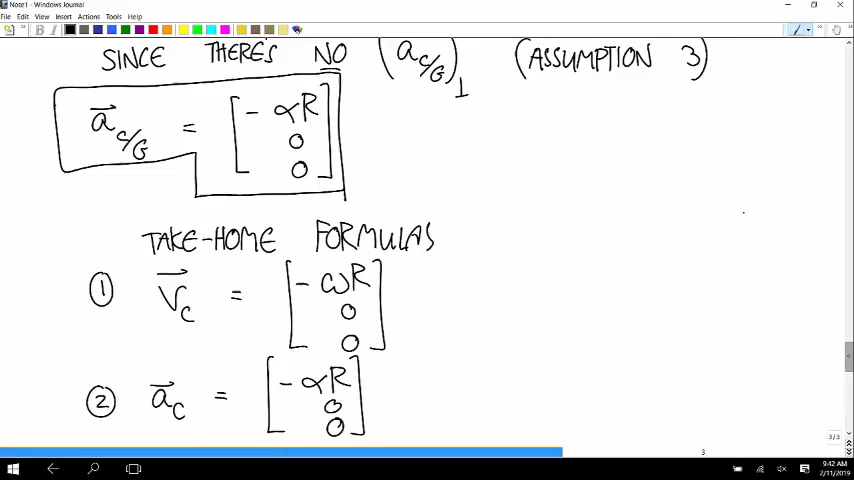 Note1 - Windows Journal
File Edit View Insert Actions Tools Help
B I
SINCE THERES NO (a C/G)⊥ (ASSUMPTION 3)
a⃗ C/G = [ - αR
0
0 ]
TAKE-HOME FORMULAS
① V⃗ C = [ - ωR
0
0 ]
② a⃗ C = [ - αR
0
0 ]
3/3
3
9:42 AM
2/11/2019